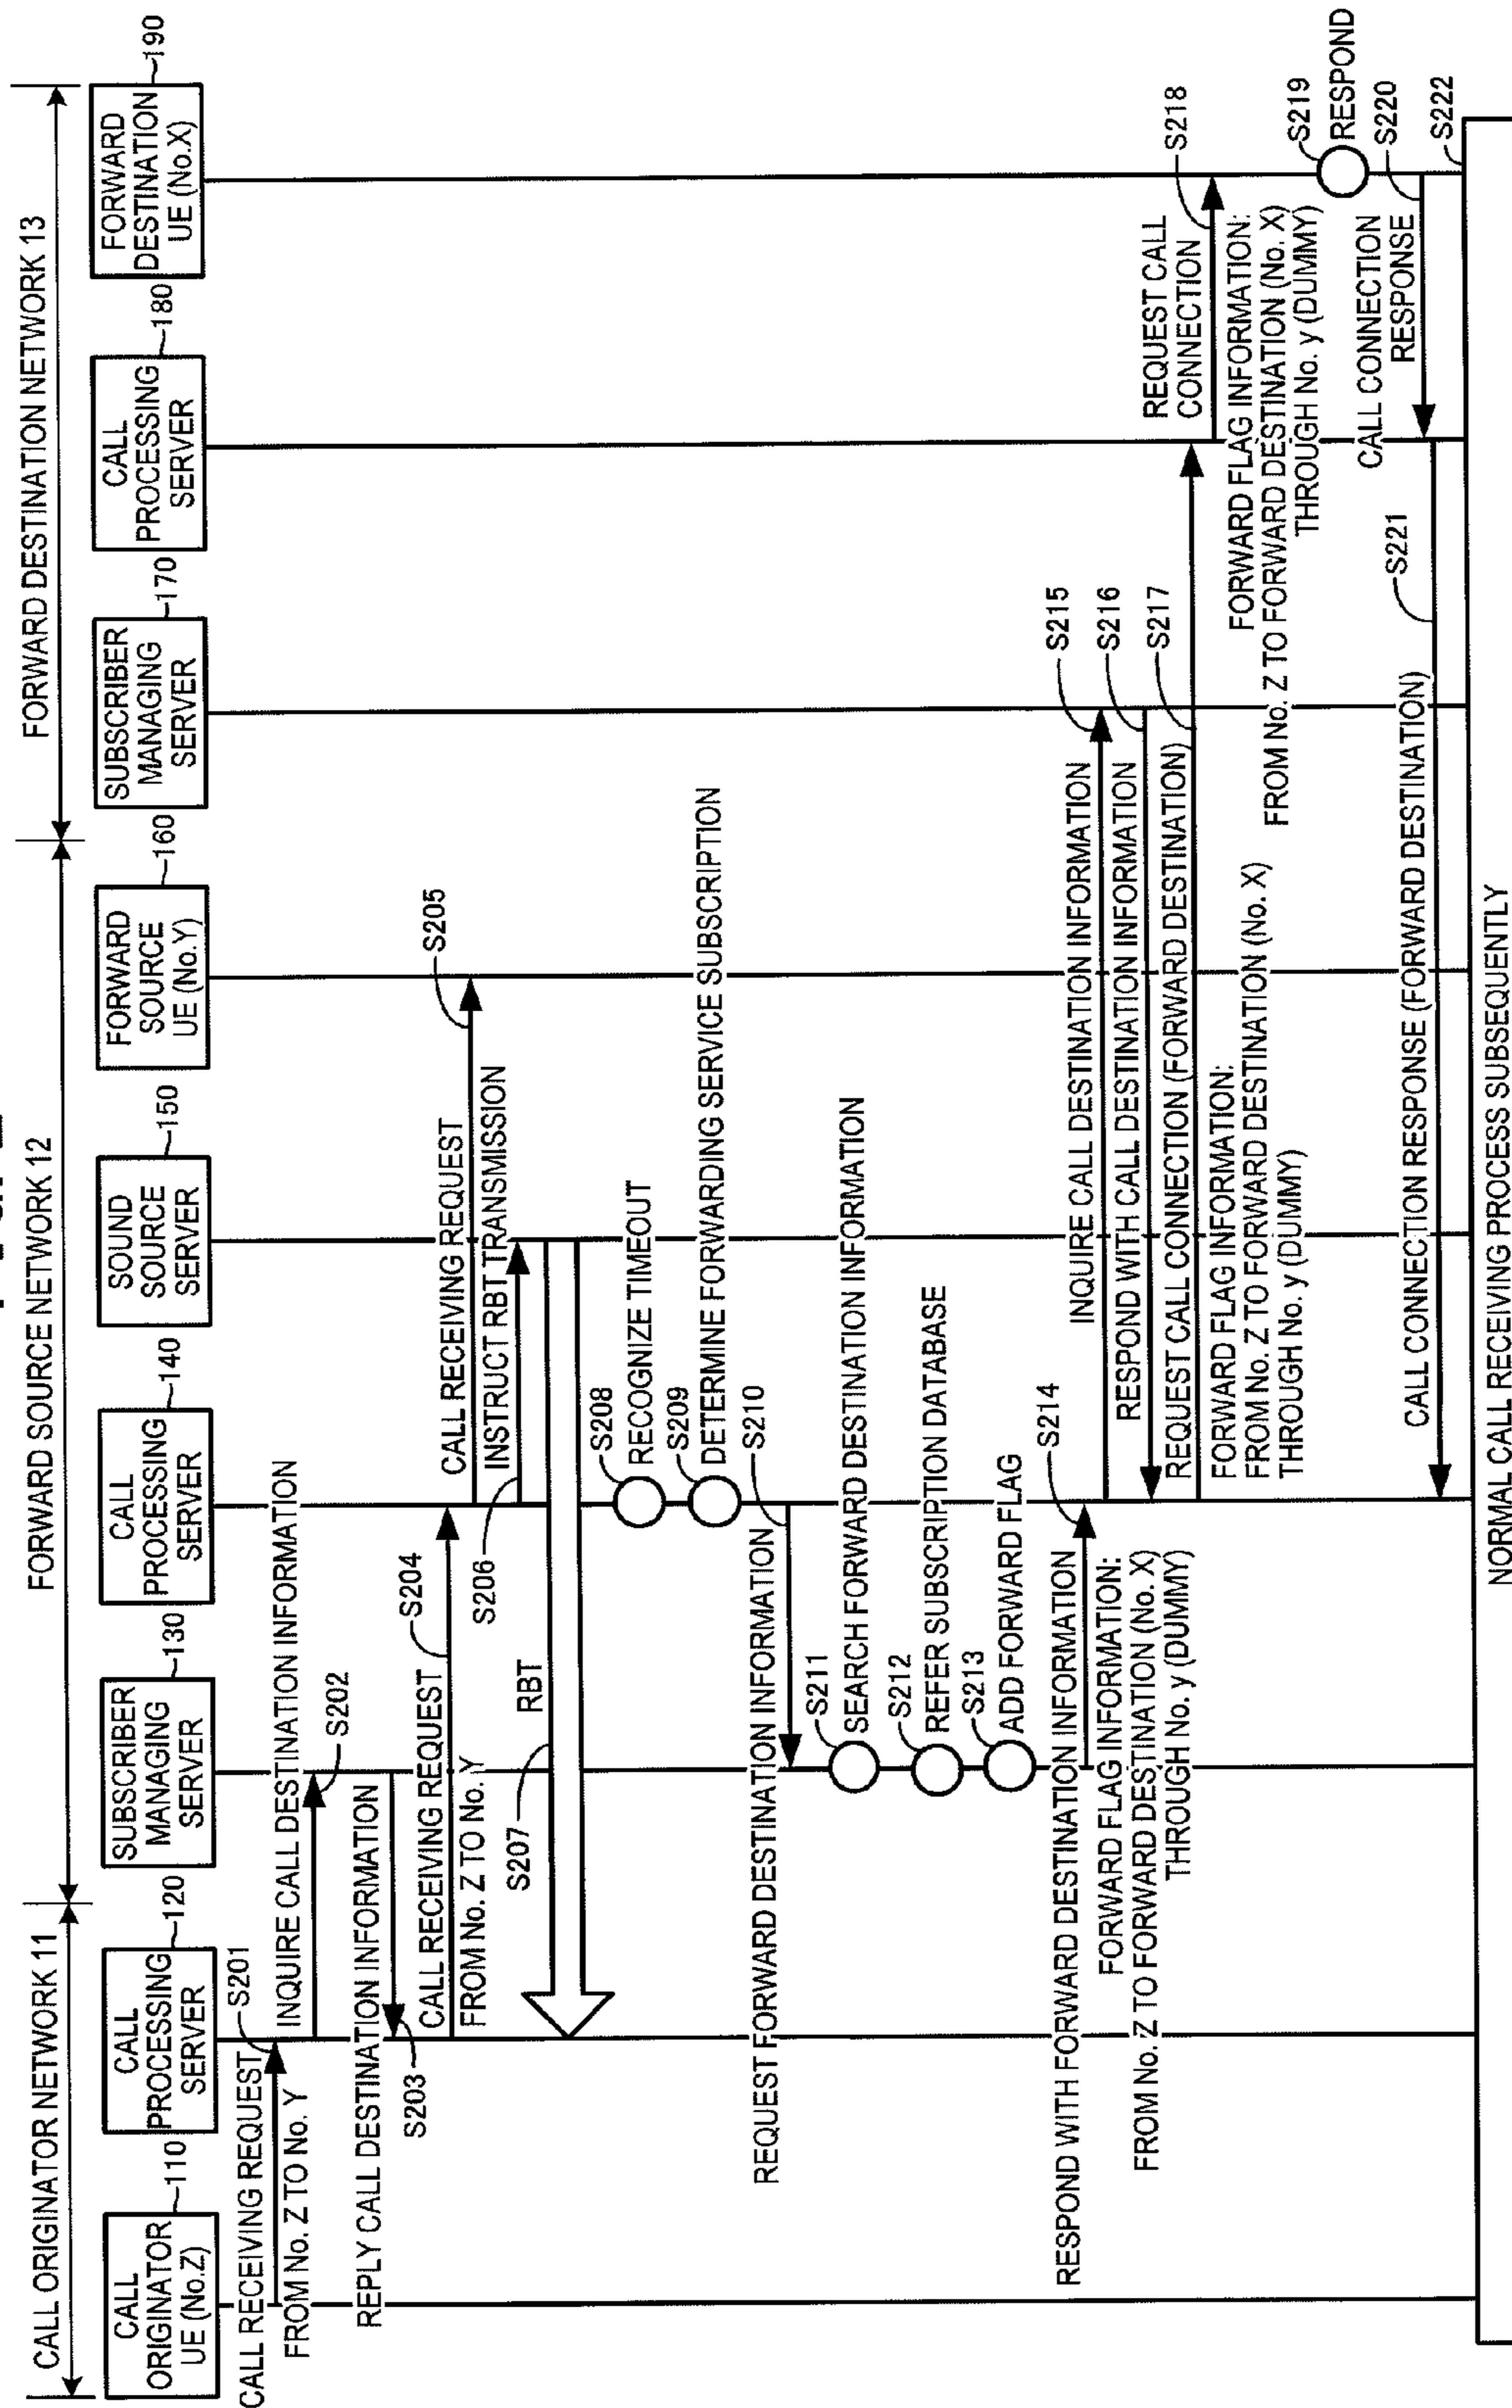 CALL ORIGINATOR NETWORK 11
FORWARD SOURCE NETWORK 12
FORWARD DESTINATION NETWORK 13
CALL
ORIGINATOR
UE (No.Z)
110
CALL
PROCESSING
SERVER
120
SUBSCRIBER
MANAGING
SERVER
130
CALL
PROCESSING
SERVER
140
SOUND
SOURCE
SERVER
150
FORWARD
SOURCE
UE (No.Y)
160
SUBSCRIBER
MANAGING
SERVER
170
CALL
PROCESSING
SERVER
180
FORWARD
DESTINATION
UE (No.X)
190
CALL RECEIVING REQUEST
S201
FROM No. Z TO No. Y
INQUIRE CALL DESTINATION INFORMATION
S202
REPLY CALL DESTINATION INFORMATION
S203
CALL RECEIVING REQUEST
S204
FROM No. Z TO No. Y
CALL RECEIVING REQUEST
S205
INSTRUCT RBT TRANSMISSION
S206
RBT
S207
S208
RECOGNIZE TIMEOUT
S209
DETERMINE FORWARDING SERVICE SUBSCRIPTION
S210
REQUEST FORWARD DESTINATION INFORMATION
S211
SEARCH FORWARD DESTINATION INFORMATION
S212
REFER SUBSCRIPTION DATABASE
S213
ADD FORWARD FLAG
S214
RESPOND WITH FORWARD DESTINATION INFORMATION
FORWARD FLAG INFORMATION:
FROM No. Z TO FORWARD DESTINATION (No. X)
THROUGH No. y (DUMMY)
INQUIRE CALL DESTINATION INFORMATION
S215
RESPOND WITH CALL DESTINATION INFORMATION
S216
REQUEST CALL CONNECTION (FORWARD DESTINATION)
S217
FORWARD FLAG INFORMATION:
FROM No. Z TO FORWARD DESTINATION (No. X)
THROUGH No. y (DUMMY)
REQUEST CALL
CONNECTION
S218
FORWARD FLAG INFORMATION:
FROM No. Z TO FORWARD DESTINATION (No. X)
THROUGH No. y (DUMMY)
S219
RESPOND
CALL CONNECTION
RESPONSE
S220
CALL CONNECTION RESPONSE (FORWARD DESTINATION)
S221
S222
NORMAL CALL RECEIVING PROCESS SUBSEQUENTLY